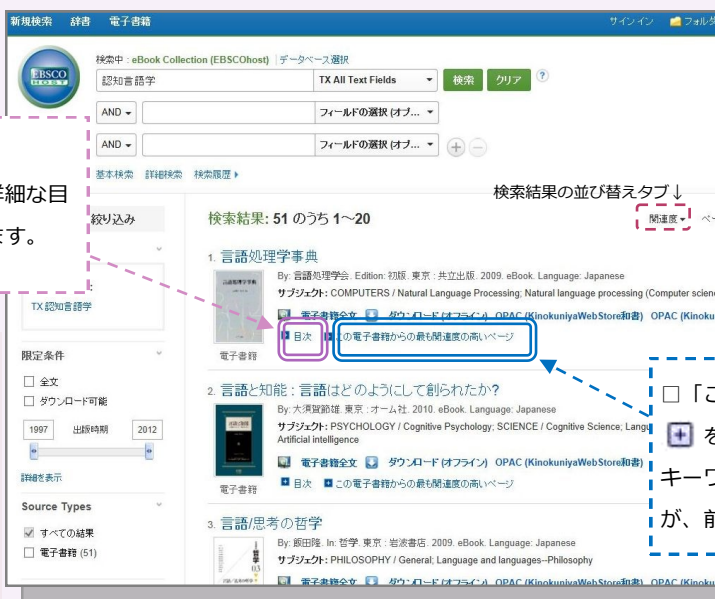 新規検索 辞書 電子書籍 サインイン フォルダ
EBSCO HOST
検索中 : eBook Collection (EBSCOhost) データベース選択
認知言語学 TX All Text Fields 検索 クリア ?
AND フィールドの選択 (オプ...
AND フィールドの選択 (オプ...
基本検索 詳細検索 検索履歴
検索結果の並び替えタブ↓
細な目
ます。
絞り込み
検索結果: 51 のうち 1～20 関連度
:
TX 認知言語学
限定条件
全文
ダウンロード可能
1997 出版時期 2012
詳細を表示
Source Types
すべての結果
電子書籍 (51)
1. 言語処理学事典
言語処理学事典
By: 言語処理学会. Edition: 初版. 東京 : 共立出版. 2009. eBook. Language: Japanese
サブジェクト: COMPUTERS / Natural Language Processing; Natural language processing (Computer scien
電子書籍全文 ダウンロード (オフライン) OPAC (KinokuniyaWebStore和書) OPAC (Kinoku
目次 この電子書籍からの最も関連度の高いページ
電子書籍
2. 言語と知能 : 言語はどのようにして創られたか?
By: 大須賀節雄. 東京 : オーム社. 2010. eBook. Language: Japanese
サブジェクト: PSYCHOLOGY / Cognitive Psychology; SCIENCE / Cognitive Science; Langu
Artificial intelligence
電子書籍全文 ダウンロード (オフライン) OPAC (KinokuniyaWebStore和書)
目次 この電子書籍からの最も関連度の高いページ
電子書籍
3. 言語/思考の哲学
哲学 03
By: 飯田隆. In: 哲学. 東京 : 岩波書店. 2009. eBook. Language: Japanese
サブジェクト: PHILOSOPHY / General; Language and languages--Philosophy
電子書籍全文 ダウンロード (オフライン) OPAC (KinokuniyaWebStore和書) OPAC (Kinoku
□「こ
を
キーワ
が、前